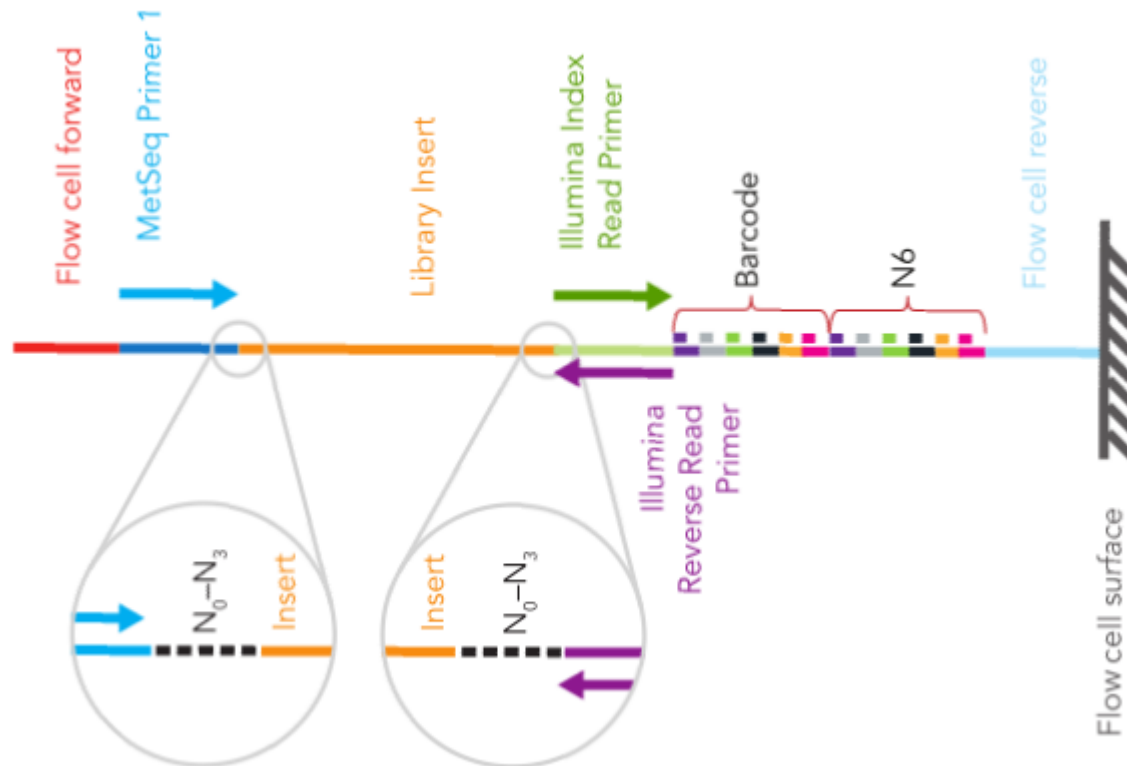 Flow cell forward
MetSeq Primer 1
Library Insert
Illumina Index
Read Primer
Barcode
N6
Flow cell reverse
N₀–N₃
Insert
Insert
N₀–N₃
Illumina
Reverse Read
Primer
Flow cell surface